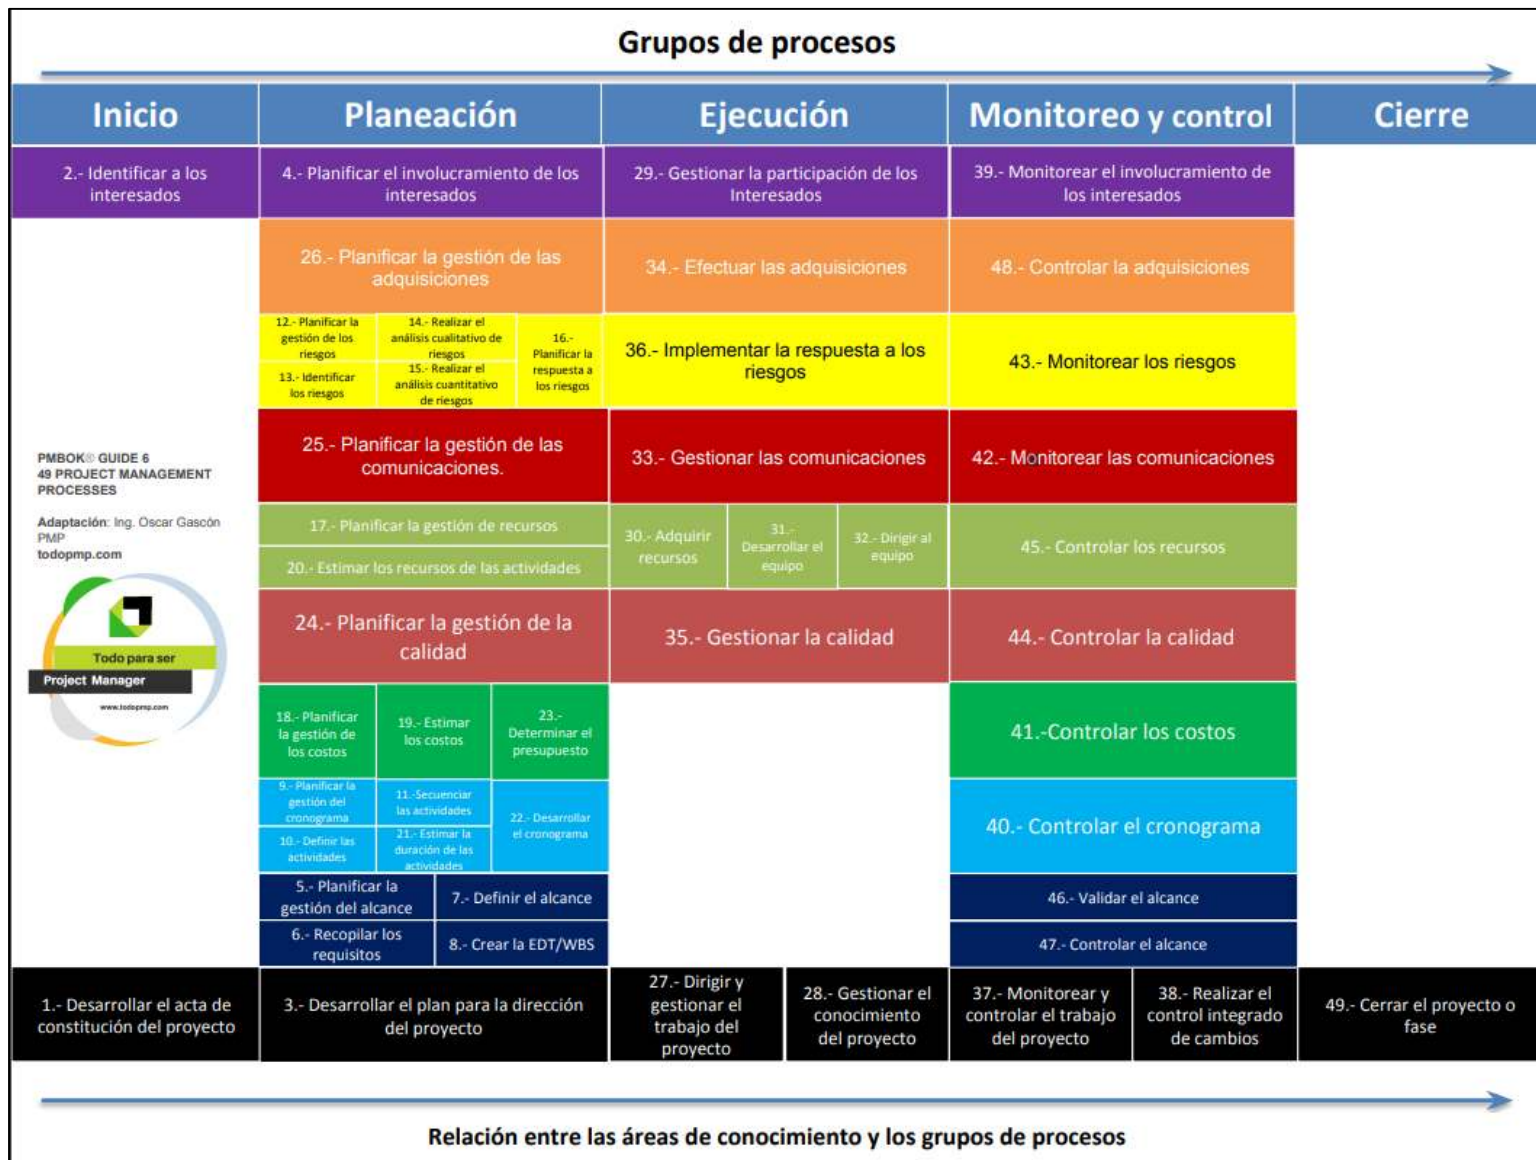 Grupos de procesos
Inicio
Planeación
Ejecución
Monitoreo y control
Cierre
2.- Identificar a los
interesados
4.- Planificar el involucramiento de los
interesados
29.- Gestionar la participación de los
Interesados
39.- Monitorear el involucramiento de
los interesados
26.- Planificar la gestión de las
adquisiciones
34.- Efectuar las adquisiciones
48.- Controlar la adquisiciones
12.- Planificar la
gestión de los
riesgos
14.- Realizar el
análisis cualitativo de
riesgos
16.-
Planificar la
respuesta a
los riesgos
13.- Identificar
los riesgos
15.- Realizar el
análisis cuantitativo
de riesgos
36.- Implementar la respuesta a los
riesgos
43.- Monitorear los riesgos
25.- Planificar la gestión de las
comunicaciones.
33.- Gestionar las comunicaciones
42.- Monitorear las comunicaciones
PMBOK® GUIDE 6
49 PROJECT MANAGEMENT
PROCESSES
Adaptación: Ing. Oscar Gascón
PMP
todopmp.com
Todo para ser
Project Manager
www.todopmp.com
17.- Planificar la gestión de recursos
20.- Estimar los recursos de las actividades
30.- Adquirir
recursos
31.-
Desarrollar el
equipo
32.- Dirigir al
equipo
45.- Controlar los recursos
24.- Planificar la gestión de la
calidad
35.- Gestionar la calidad
44.- Controlar la calidad
18.- Planificar
la gestión de
los costos
19.- Estimar
los costos
23.-
Determinar el
presupuesto
41.-Controlar los costos
9.- Planificar la
gestión del
cronograma
11.-Secuenciar
las actividades
22.- Desarrollar
el cronograma
10.- Definir las
actividades
21.- Estimar la
duración de las
actividades
40.- Controlar el cronograma
5.- Planificar la
gestión del alcance
7.- Definir el alcance
6.- Recopilar los
requisitos
8.- Crear la EDT/WBS
46.- Validar el alcance
47.- Controlar el alcance
1.- Desarrollar el acta de
constitución del proyecto
3.- Desarrollar el plan para la dirección
del proyecto
27.- Dirigir y
gestionar el
trabajo del
proyecto
28.- Gestionar el
conocimiento
del proyecto
37.- Monitorear y
controlar el trabajo
del proyecto
38.- Realizar el
control integrado
de cambios
49.- Cerrar el proyecto o
fase
Relación entre las áreas de conocimiento y los grupos de procesos